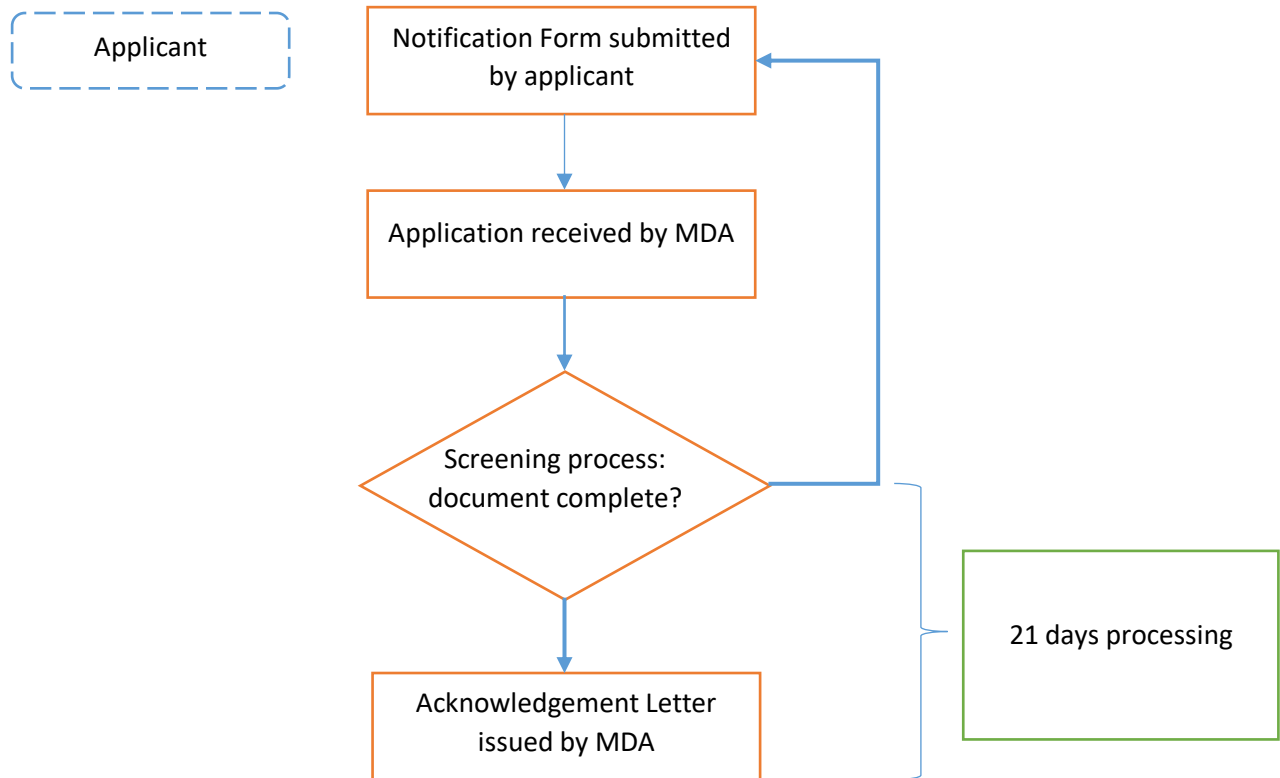 Applicant
Notification Form submitted
by applicant
Application received by MDA
Screening process:
document complete?
21 days processing
Acknowledgement Letter
issued by MDA